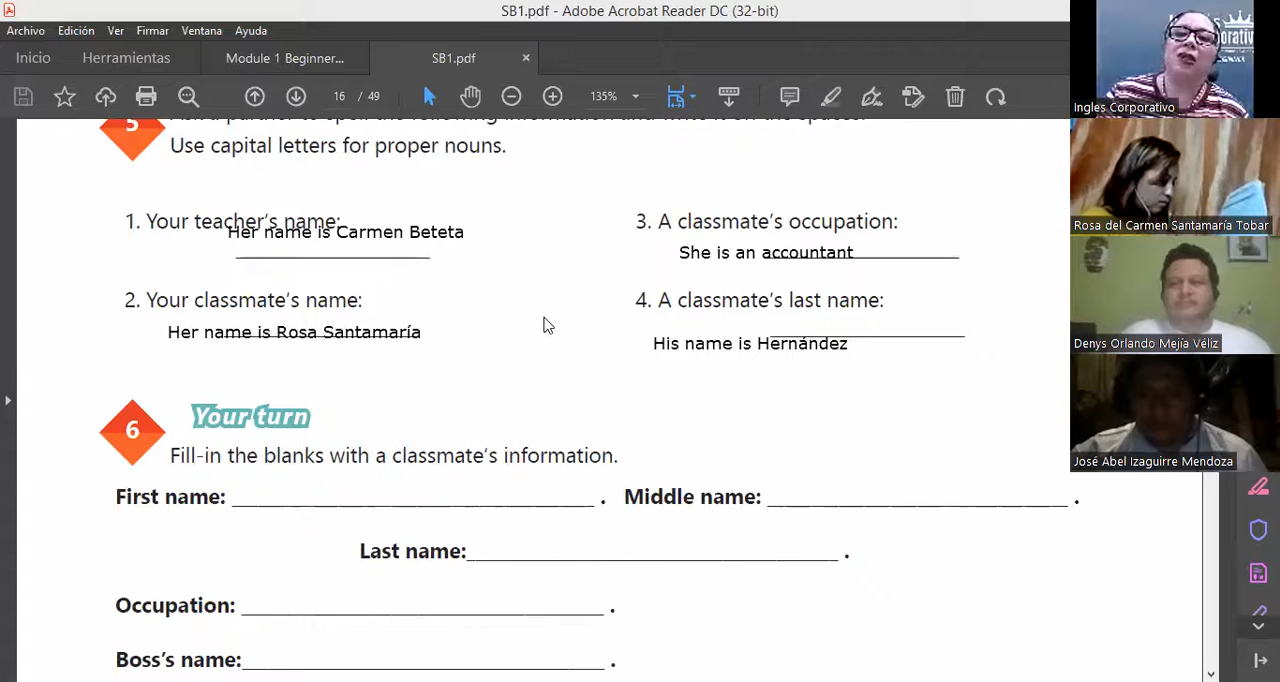 SB1.pdf - Adobe Acrobat Reader DC (32-bit)
Archivo Edición Ver Firmar Ventana Ayuda
Inicio Herramientas Module 1 Beginner... SB1.pdf ×
16 / 49 135%
5
Use capital letters for proper nouns.
1. Your teacher's name:
Her name is Carmen Beteta
3. A classmate's occupation:
She is an accountant
2. Your classmate's name:
Her name is Rosa Santamaría
4. A classmate's last name:
His name is Hernández
6 Your turn
Fill-in the blanks with a classmate's information.
First name: . Middle name: .
Last name: .
Occupation: .
Boss's name: .
Ingles Corporativo
Rosa del Carmen Santamaría Tobar
Denys Orlando Mejía Véliz
José Abel Izaguirre Mendoza